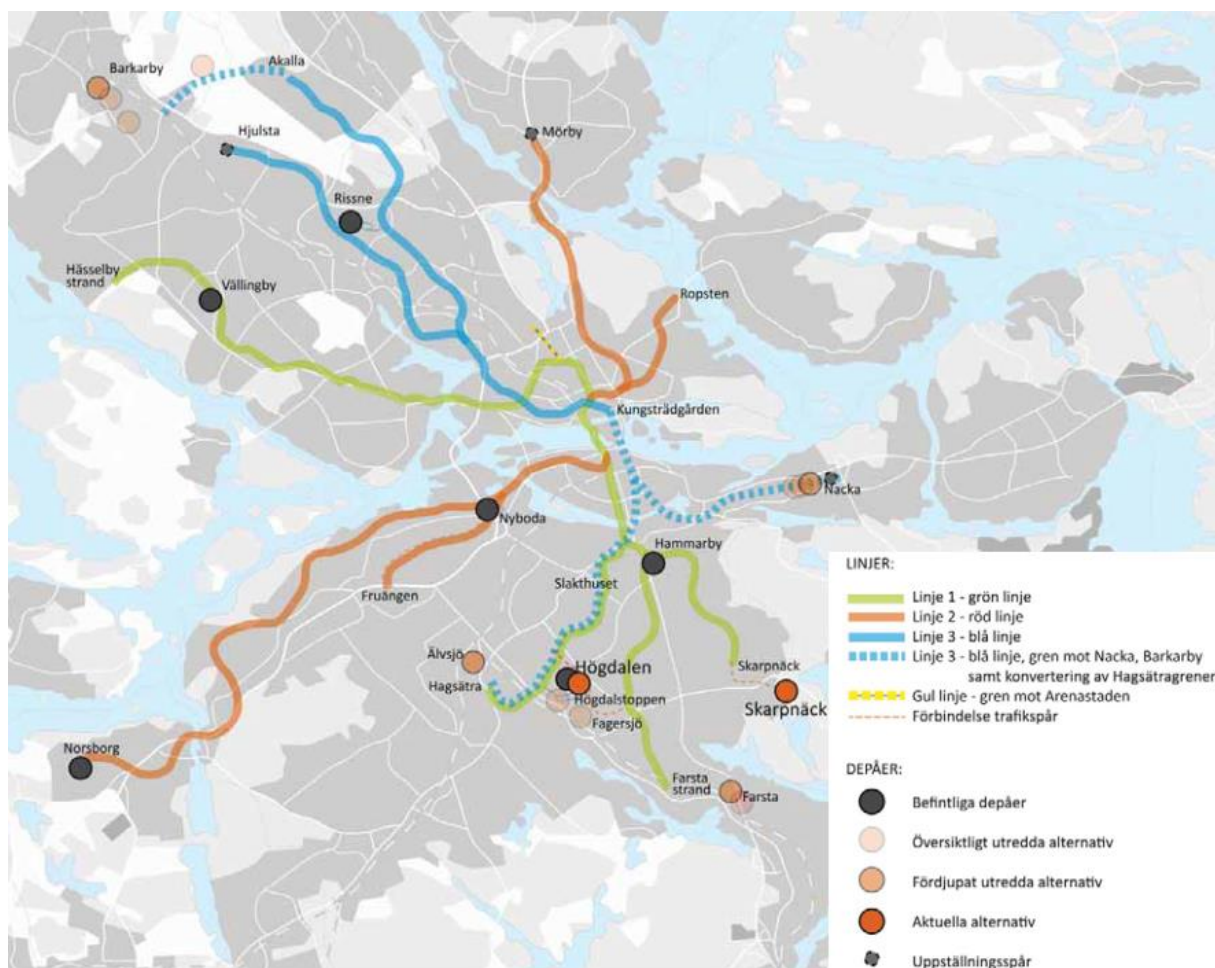 Akalla
Barkarby
Hjulsta
Mörby
Rissne
Hässelby
strand
Vällingby
Ropsten
Kungsträdgården
Nacka
Nyboda
Hammarby
Slakthuset
Fruängen
Älvsjö
Hagsätra
Högdalen
Högdalstoppen
Fagersjö
Skarpnäck
Skarpnäck
Norsborg
Farsta
strand
Farsta
LINJER:
Linje 1 - grön linje
Linje 2 - röd linje
Linje 3 - blå linje
Linje 3 - blå linje, gren mot Nacka, Barkarby
samt konvertering av Hagsätragrenen
Gul linje - gren mot Arenastaden
Förbindelse trafikspår
DEPÅER:
Befintliga depåer
Översiktligt utredda alternativ
Fördjupat utredda alternativ
Aktuella alternativ
Uppställningsspår